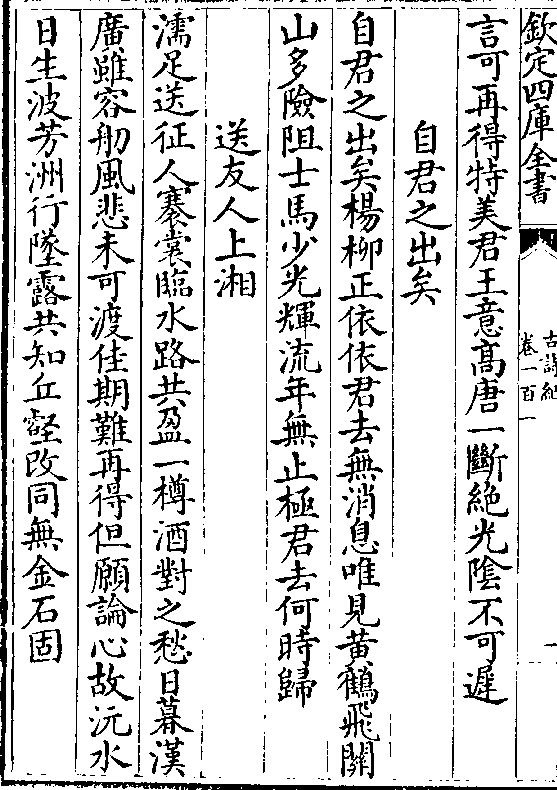 欽定四庫全書
古詩紀
卷一百一
言可再得特美君王意高唐一斷絕光陰不可遲
自君之出矣
自君之出矣楊柳正依依君去無消息唯見黃鶴飛關
山多險阻士馬少光輝流年無止極君去何時歸
送友人上湘
濡足送征人褰裳臨水路共盈一樽酒對之愁日暮漢
廣雖容舠風悲未可渡佳期難再得但願論心故沅水
日生波芳洲行墜露共知丘壑改同無金石固